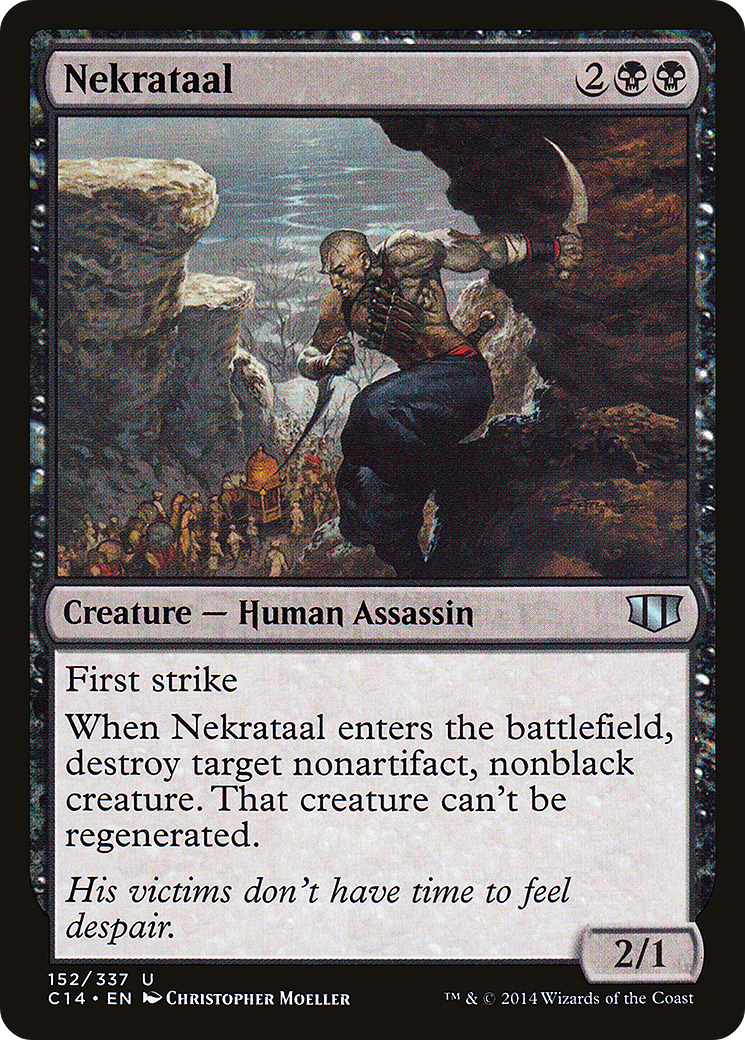 Nekrataal 2
Creature — Human Assassin
First strike
When Nekrataal enters the battlefield,
destroy target nonartifact, nonblack
creature. That creature can't be
regenerated.
His victims don't have time to feel
despair.
2/1
152/337 U
C14 • EN Christopher Moeller
™ & © 2014 Wizards of the Coast